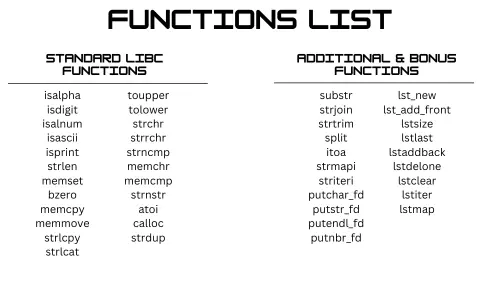 FUNCTIONS LIST
STANDARD LIBC
FUNCTIONS
isalpha
isdigit
isalnum
isascii
isprint
strlen
memset
bzero
memcpy
memmove
strlcpy
strlcat
toupper
tolower
strchr
strrchr
strncmp
memchr
memcmp
strnstr
atoi
calloc
strdup
ADDITIONAL & BONUS
FUNCTIONS
substr
strjoin
strtrim
split
itoa
strmapi
striteri
putchar_fd
putstr_fd
putendl_fd
putnbr_fd
lst_new
lst_add_front
lstsize
lstlast
lstaddback
lstdelone
lstclear
lstiter
lstmap